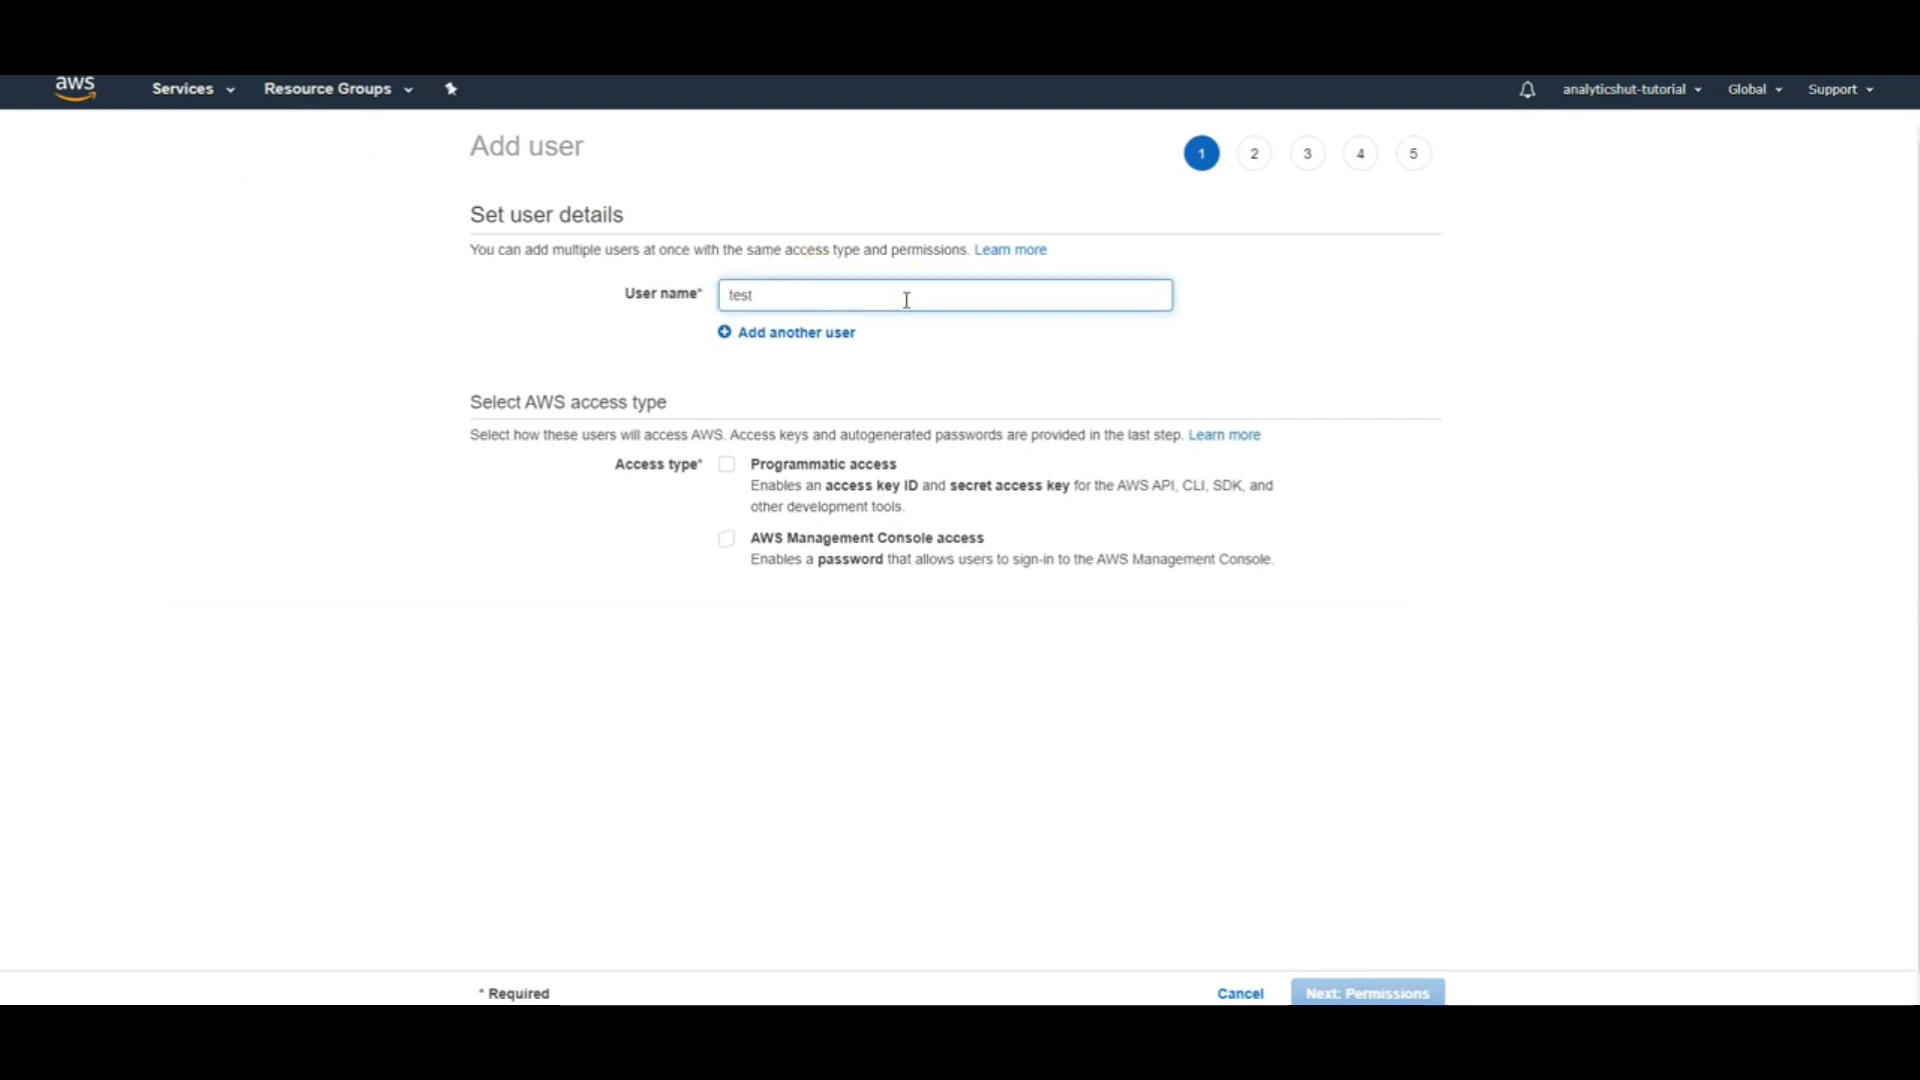 aws Services Resource Groups analyticshut-tutorial Global Support
Add user 1 2 3 4 5
Set user details
You can add multiple users at once with the same access type and permissions. Learn more
User name* test
Add another user
Select AWS access type
Select how these users will access AWS. Access keys and autogenerated passwords are provided in the last step. Learn more
Access type* Programmatic access
Enables an access key ID and secret access key for the AWS API, CLI, SDK, and
other development tools.
AWS Management Console access
Enables a password that allows users to sign-in to the AWS Management Console.
* Required Cancel Next: Permissions